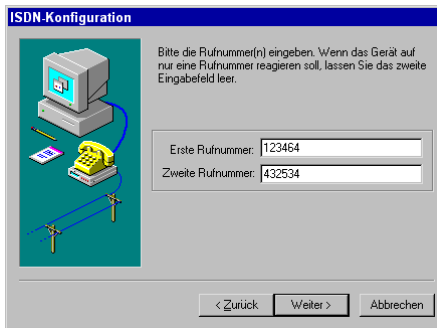 ISDN-Konfiguration
Bitte die Rufnummer(n) eingeben. Wenn das Gerät auf
nur eine Rufnummer reagieren soll, lassen Sie das zweite
Eingabefeld leer.
Erste Rufnummer: 123464
Zweite Rufnummer: 432534
< Zurück Weiter > Abbrechen